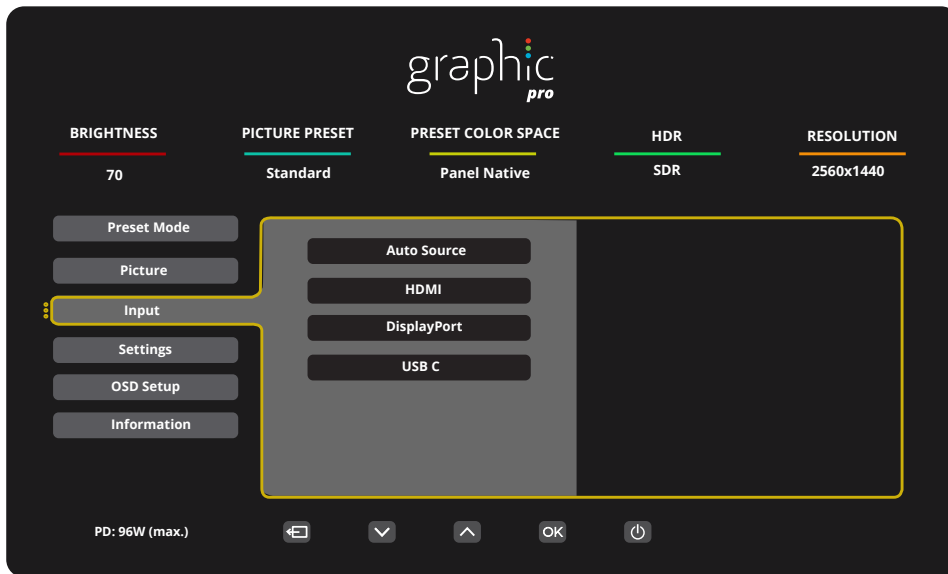 graphic
pro
BRIGHTNESS PICTURE PRESET PRESET COLOR SPACE HDR RESOLUTION
70 Standard Panel Native SDR 2560x1440
Preset Mode
Picture
Input
Settings
OSD Setup
Information
Auto Source
HDMI
DisplayPort
USB C
PD: 96W (max.)
OK